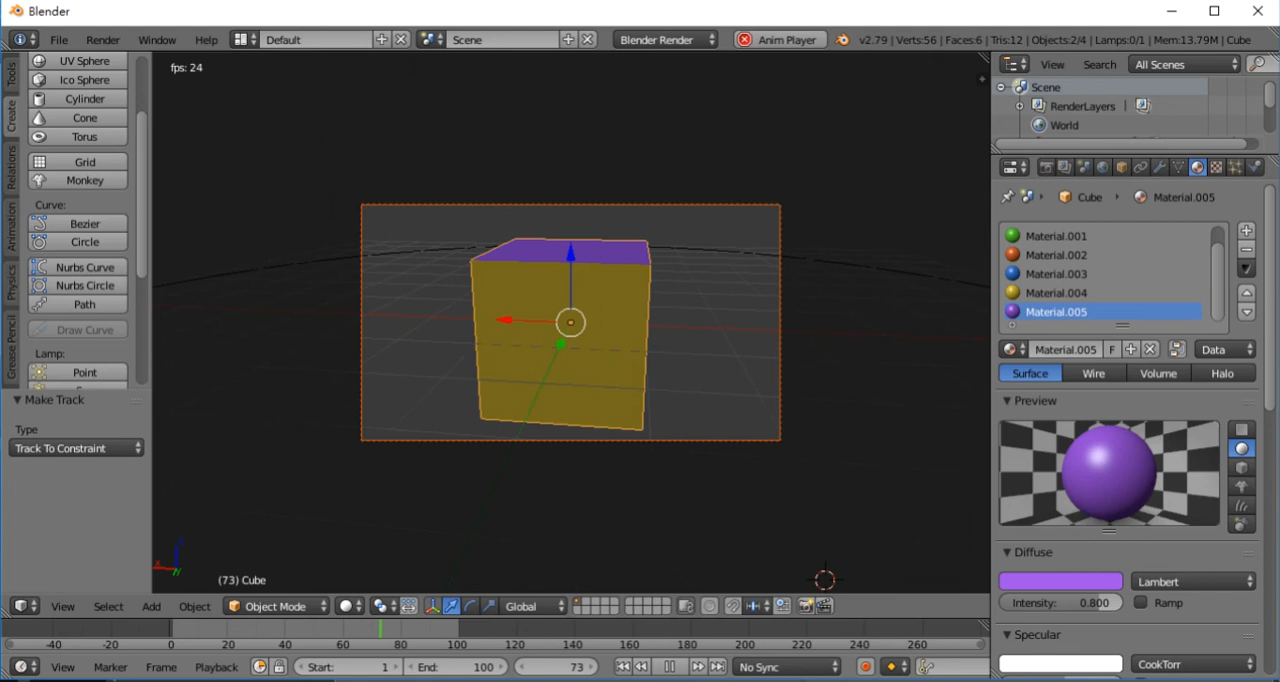 Blender
File Render Window Help Default Scene Blender Render Anim Player v2.79 | Verts:56 | Faces:6 | Tris:12 | Objects:2/4 | Lamps:0/1 | Mem:13.79M | Cube
Tools
Create
Relations
Animation
Physics
Grease Pencil
UV Sphere
Ico Sphere
Cylinder
Cone
Torus
Grid
Monkey
Curve:
Bezier
Circle
Nurbs Curve
Nurbs Circle
Path
Draw Curve
Lamp:
Point
Make Track
Type
Track To Constraint
fps: 24
(73) Cube
View Search All Scenes
Scene
RenderLayers |
World
Cube Material.005
Material.001
Material.002
Material.003
Material.004
Material.005
Material.005 F Data
Surface Wire Volume Halo
Preview
Diffuse
Lambert
Intensity: 0.800 Ramp
Specular
CookTorr
View Select Add Object Object Mode Global
-40 -20 0 20 40 60 80 100 120 140 160 180 200 220 240 260
View Marker Frame Playback Start: 1 End: 100 73 No Sync